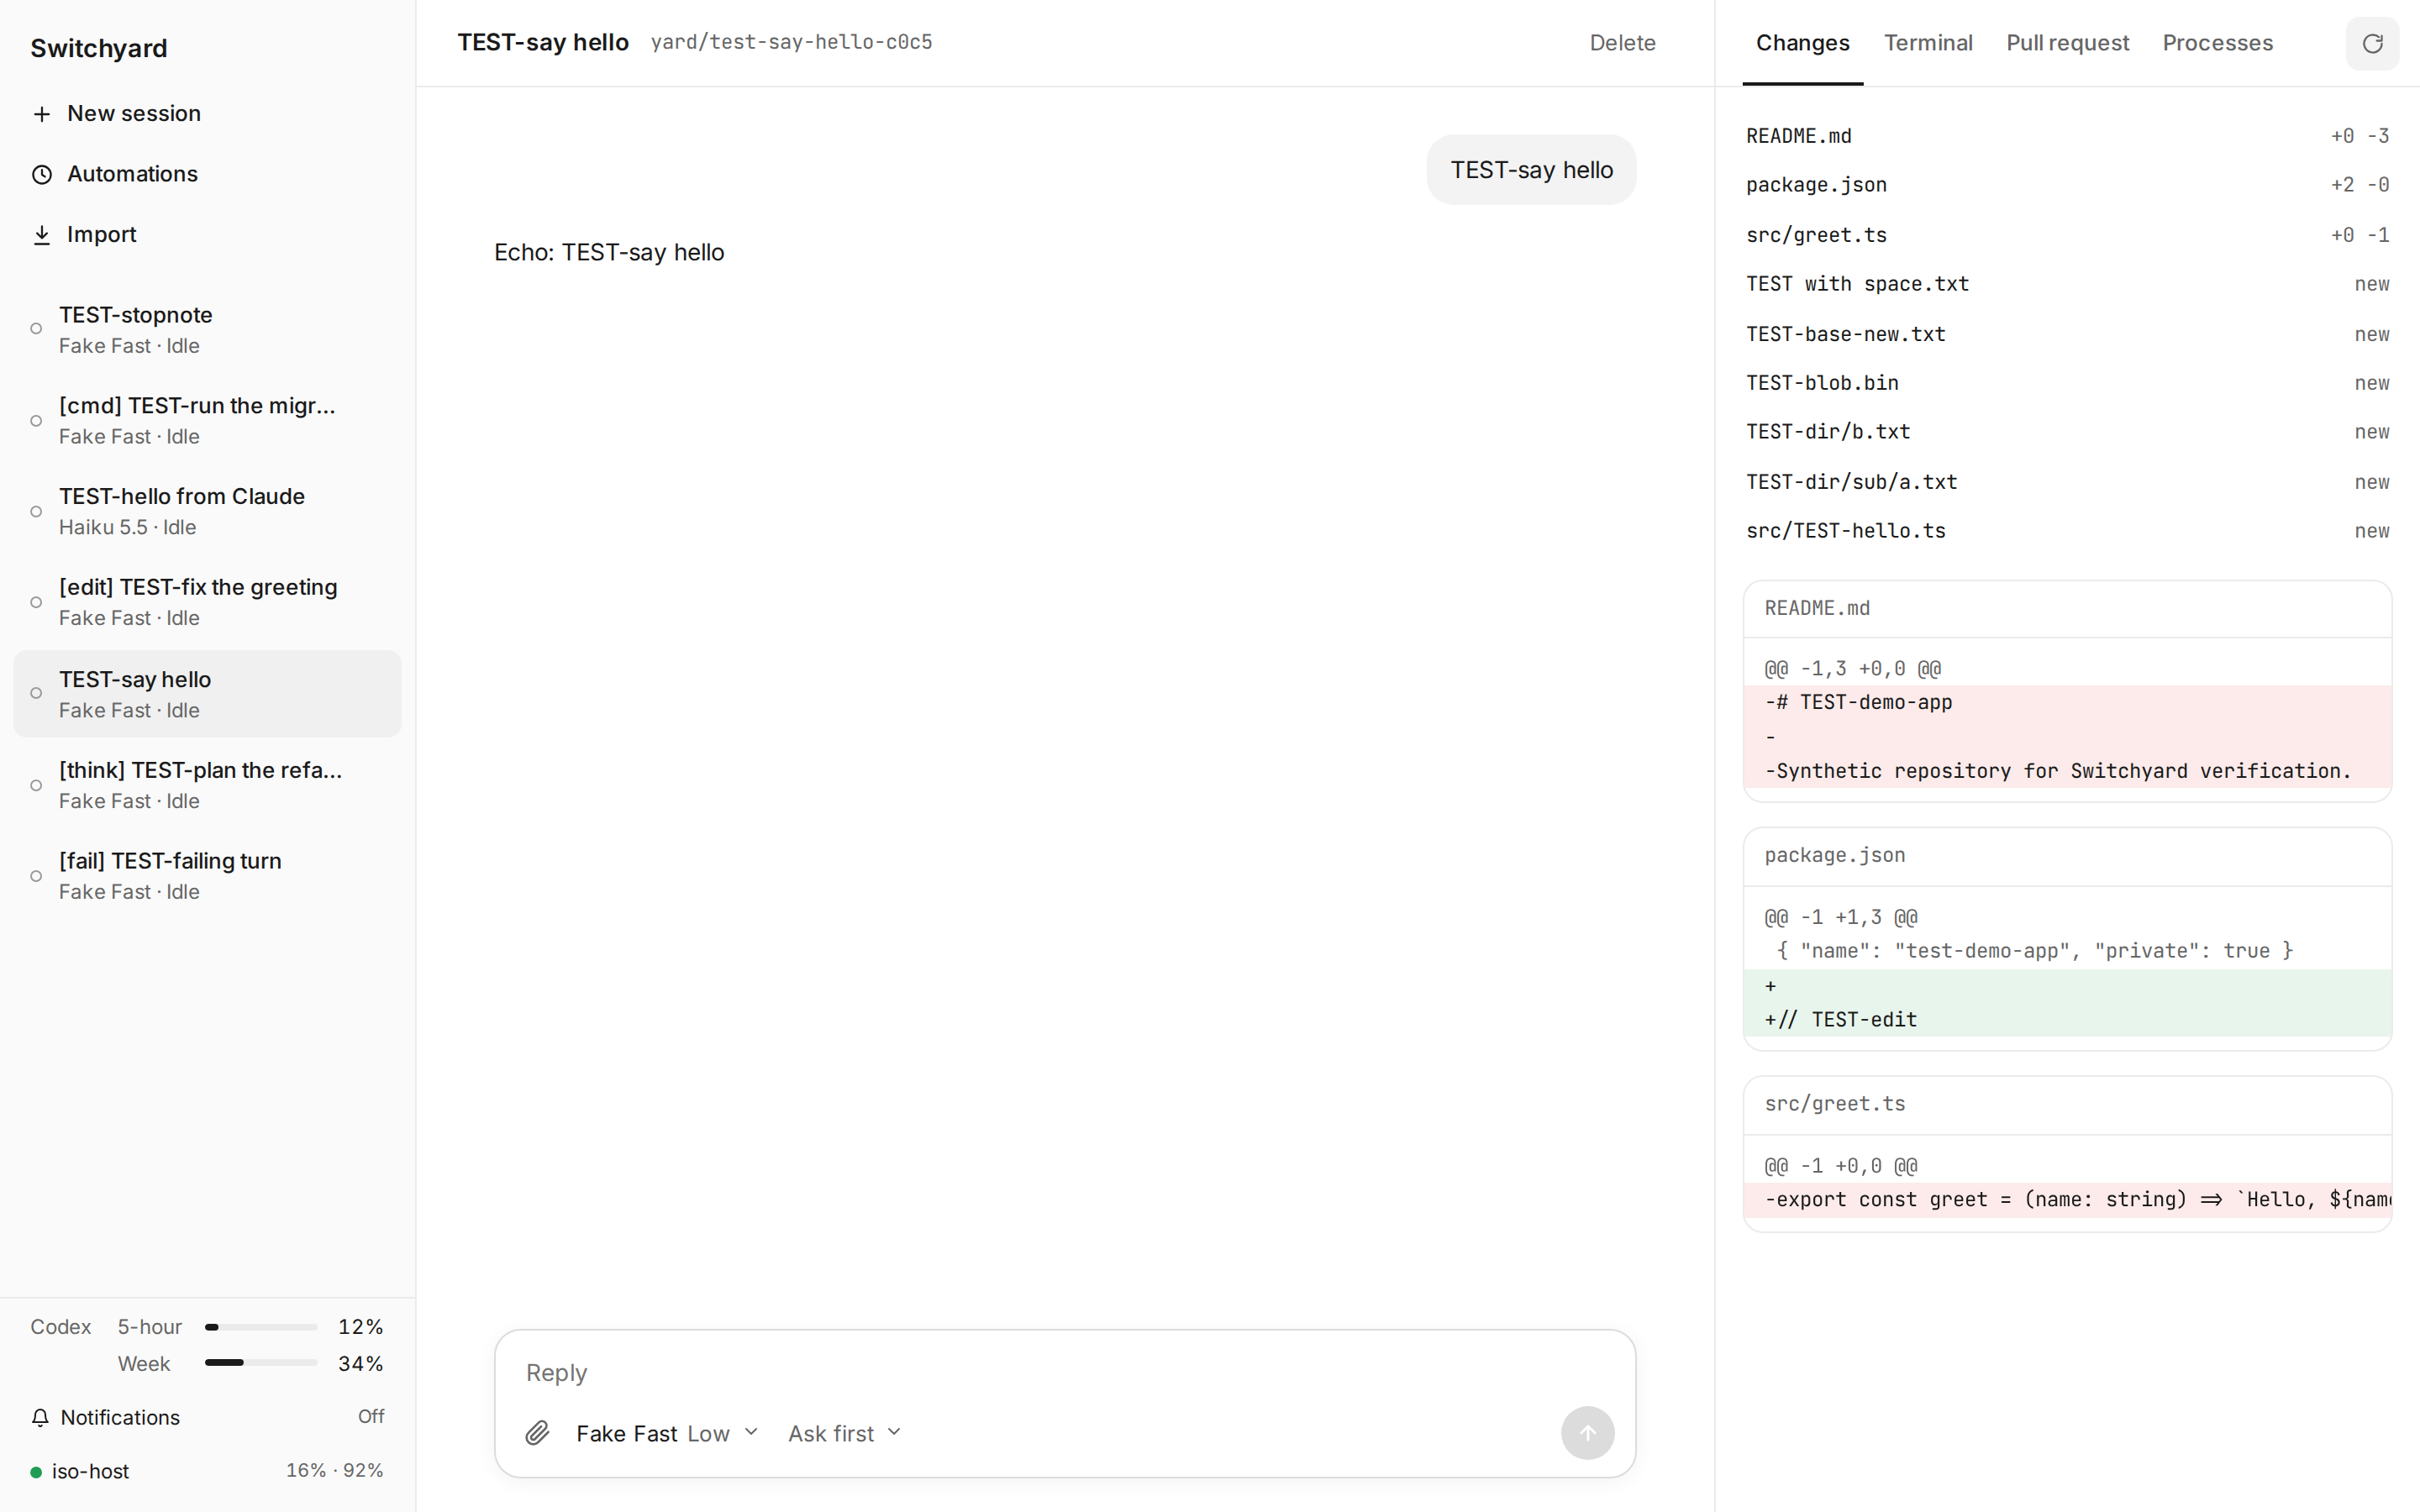 Switchyard
New session
Automations
Import
TEST-stopnote
Fake Fast · Idle
[cmd] TEST-run the migr...
Fake Fast · Idle
TEST-hello from Claude
Haiku 5.5 · Idle
[edit] TEST-fix the greeting
Fake Fast · Idle
TEST-say hello
Fake Fast · Idle
[think] TEST-plan the refa...
Fake Fast · Idle
[fail] TEST-failing turn
Fake Fast · Idle
Codex 5-hour 12%
Week 34%
Notifications Off
iso-host 16% · 92%
TEST-say hello yard/test-say-hello-c0c5 Delete
TEST-say hello
Echo: TEST-say hello
Reply
Fake Fast Low Ask first
Changes Terminal Pull request Processes
README.md +0 -3
package.json +2 -0
src/greet.ts +0 -1
TEST with space.txt new
TEST-base-new.txt new
TEST-blob.bin new
TEST-dir/b.txt new
TEST-dir/sub/a.txt new
src/TEST-hello.ts new
README.md
@@ -1,3 +0,0 @@
-# TEST-demo-app
-
-Synthetic repository for Switchyard verification.
package.json
@@ -1 +1,3 @@
{ "name": "test-demo-app", "private": true }
+
+// TEST-edit
src/greet.ts
@@ -1 +0,0 @@
-export const greet = (name: string) => `Hello, ${name